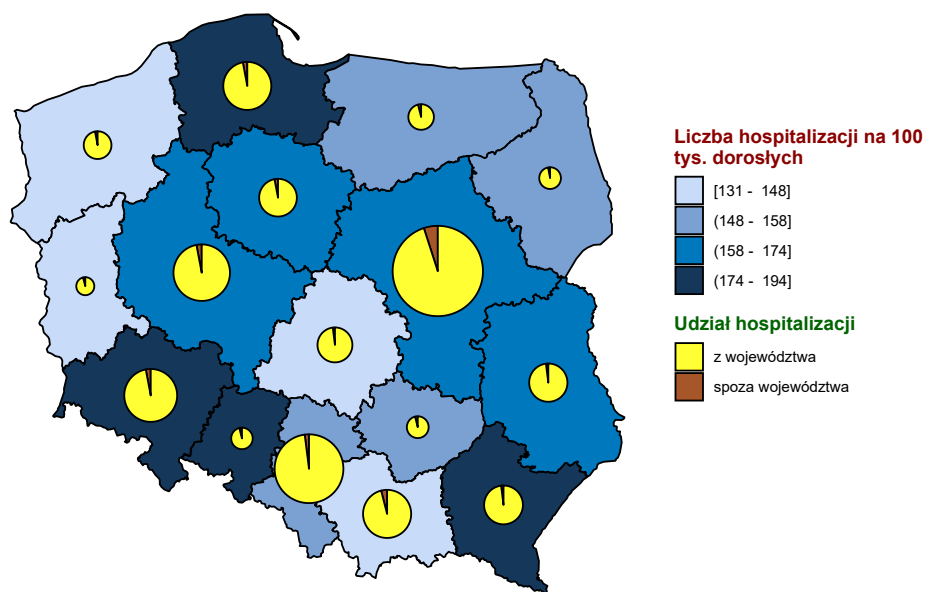 Liczba hospitalizacji na 100
tys. dorosłych
[131 - 148]
(148 - 158]
(158 - 174]
(174 - 194]
Udział hospitalizacji
z województwa
spoza województwa